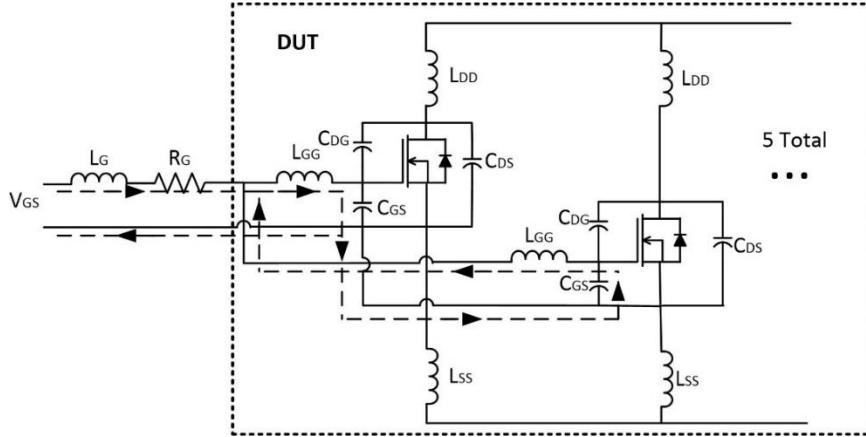 DUT
LDD
LDD
CDG
CDS
5 Total
...
LG
RG
LGG
VGS
CGS
CDG
CDS
LGG
CGS
LSS
LSS